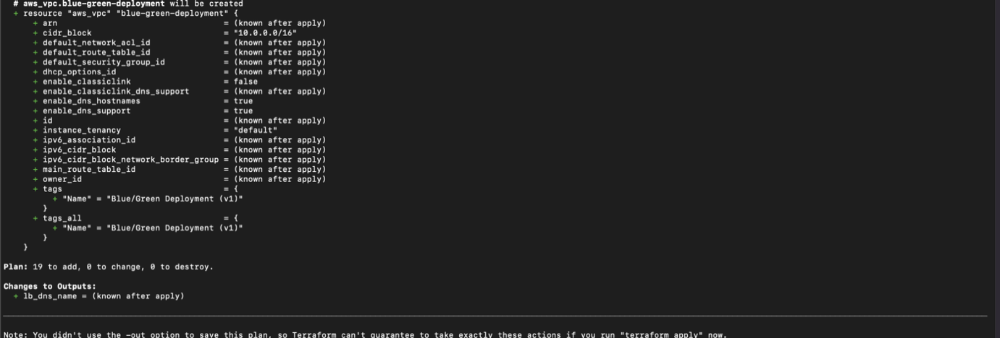 # aws_vpc.blue-green-deployment will be created
+ resource "aws_vpc" "blue-green-deployment" {
+ arn = (known after apply)
+ cidr_block = "10.0.0.0/16"
+ default_network_acl_id = (known after apply)
+ default_route_table_id = (known after apply)
+ default_security_group_id = (known after apply)
+ dhcp_options_id = (known after apply)
+ enable_classiclink = false
+ enable_classiclink_dns_support = (known after apply)
+ enable_dns_hostnames = true
+ enable_dns_support = true
+ id = (known after apply)
+ instance_tenancy = "default"
+ ipv6_association_id = (known after apply)
+ ipv6_cidr_block = (known after apply)
+ ipv6_cidr_block_network_border_group = (known after apply)
+ main_route_table_id = (known after apply)
+ owner_id = (known after apply)
+ tags = {
+ "Name" = "Blue/Green Deployment (v1)"
}
+ tags_all = {
+ "Name" = "Blue/Green Deployment (v1)"
}
}
Plan: 19 to add, 0 to change, 0 to destroy.
Changes to Outputs:
+ lb_dns_name = (known after apply)
Note: You didn't use the -out option to save this plan, so Terraform can't guarantee to take exactly these actions if you run "terraform apply" now.